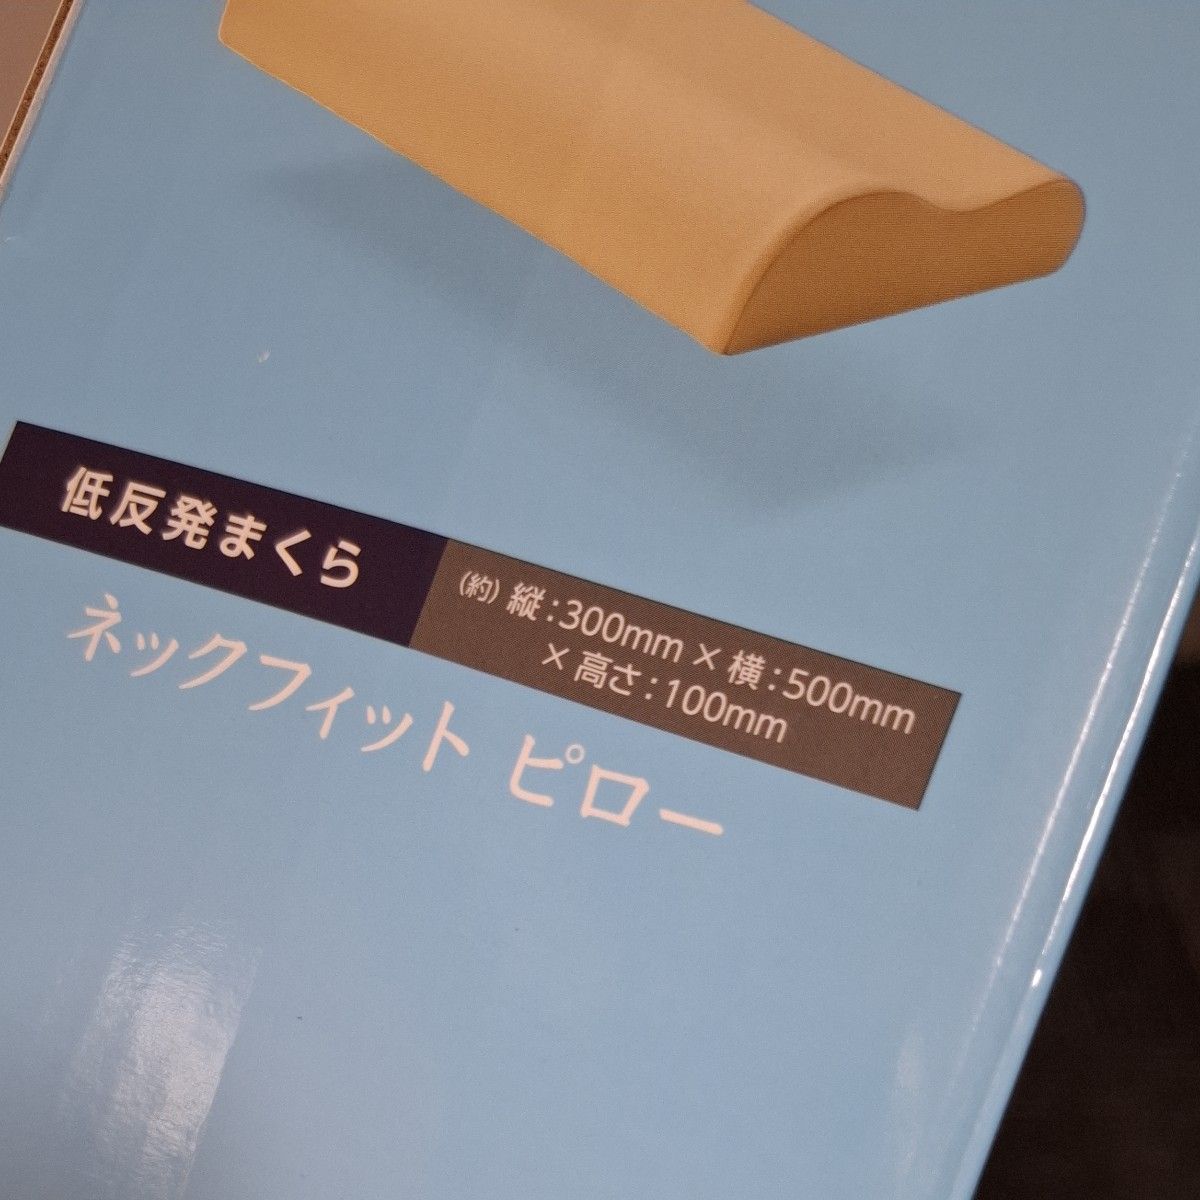 低反発まくら
(約) 縦:300mm × 横:500mm
× 高さ:100mm
ネックフィット ピロー